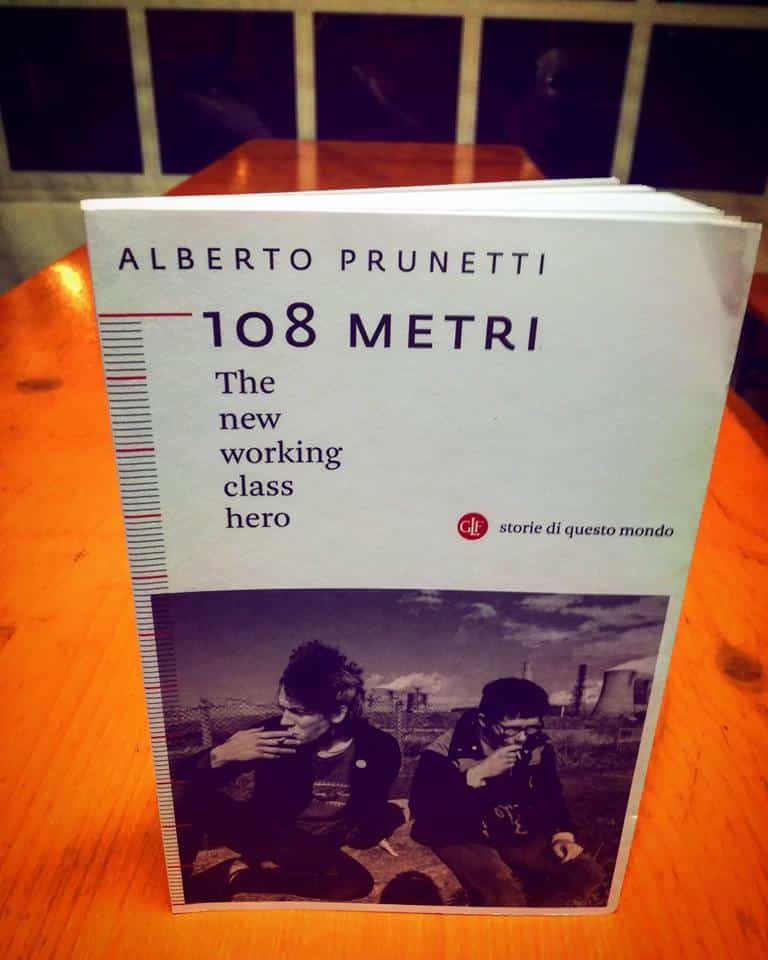 ALBERTO PRUNETTI
108 METRI
The
new
working
class
hero
GLF storie di questo mondo